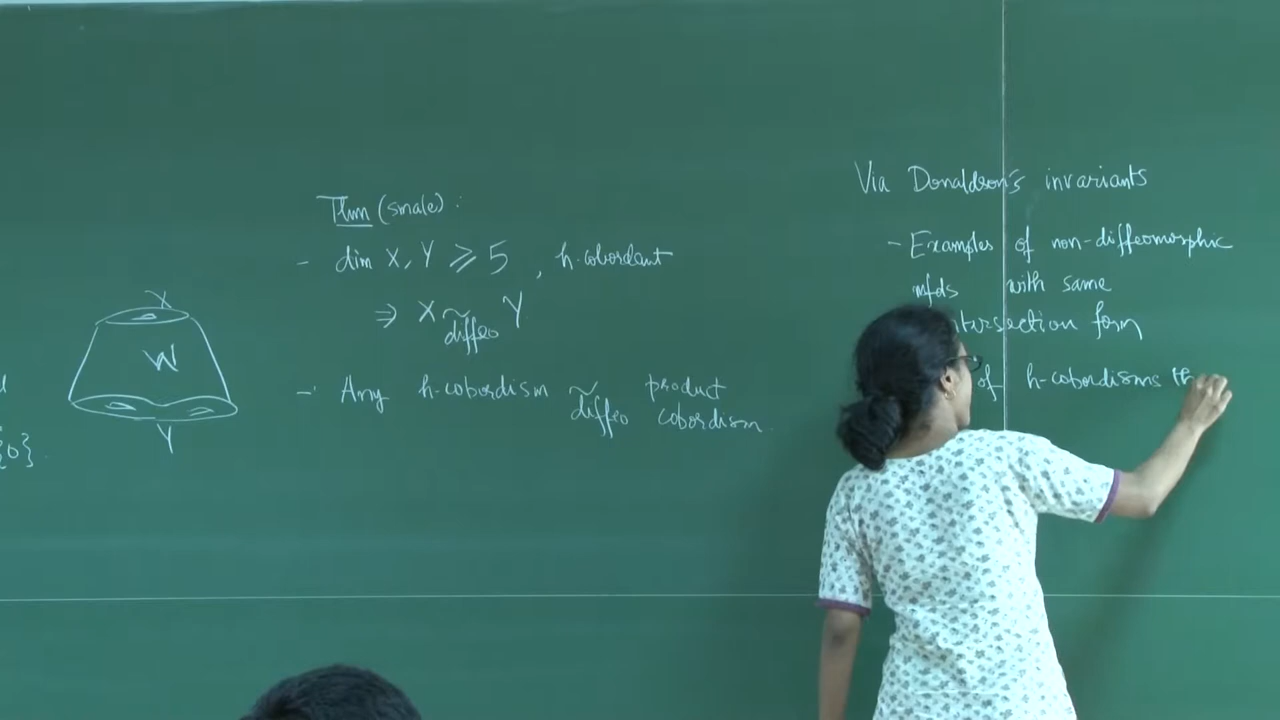 {0}.
X
W
Y
Thm (Smale) :
- dim X, Y ⩾ 5 , h-cobordant
⇒ X ~ diffeo Y
- Any h-cobordism ~ diffeo product cobordism.
Via Donaldson's invariants
- Examples of non-diffeomorphic
mfds with same
intersection form
of h-cobordisms th